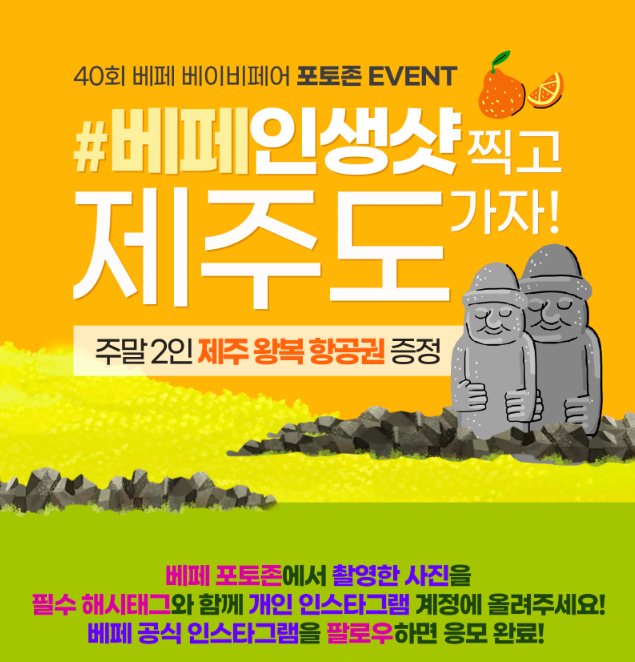 40회 베페 베이비페어 포토존 EVENT
#베페인생샷 찍고
제주도 가자!
주말 2인 제주 왕복 항공권 증정
베페 포토존에서 촬영한 사진을
필수 해시태그와 함께 개인 인스타그램 계정에 올려주세요!
베페 공식 인스타그램을 팔로우하면 응모 완료!